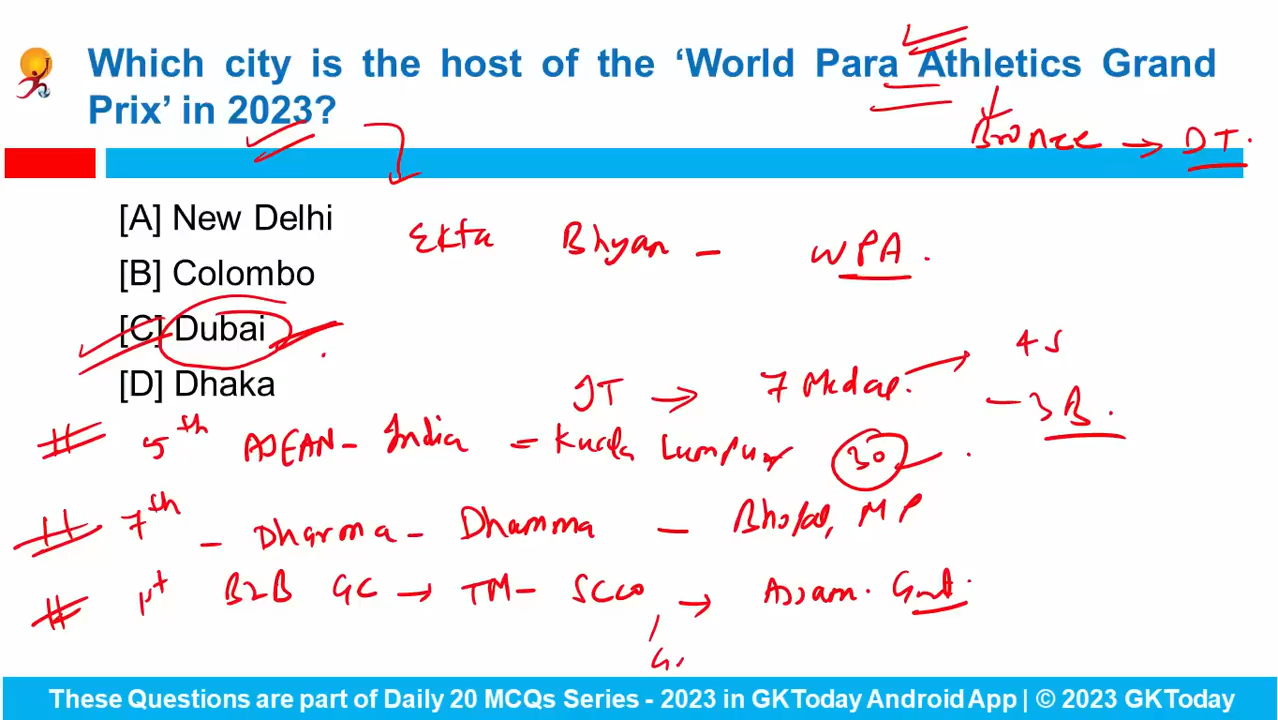 Which city is the host of the ‘World Para Athletics Grand
Prix’ in 2023?
Bronze → DT.
[A] New Delhi
Ekta Bhyan - WPA.
[B] Colombo
[C] Dubai
[D] Dhaka
JT → 7 Medal. 4S
- 3B.
# 5th ASEAN - India = Kuala Lumpur 30
# 7th - Dharma - Dhamma - Bhopal, MP
# 1st B2B GC → TM - SCCO → Assam. Govt.
These Questions are part of Daily 20 MCQs Series - 2023 in GKToday Android App | © 2023 GKToday